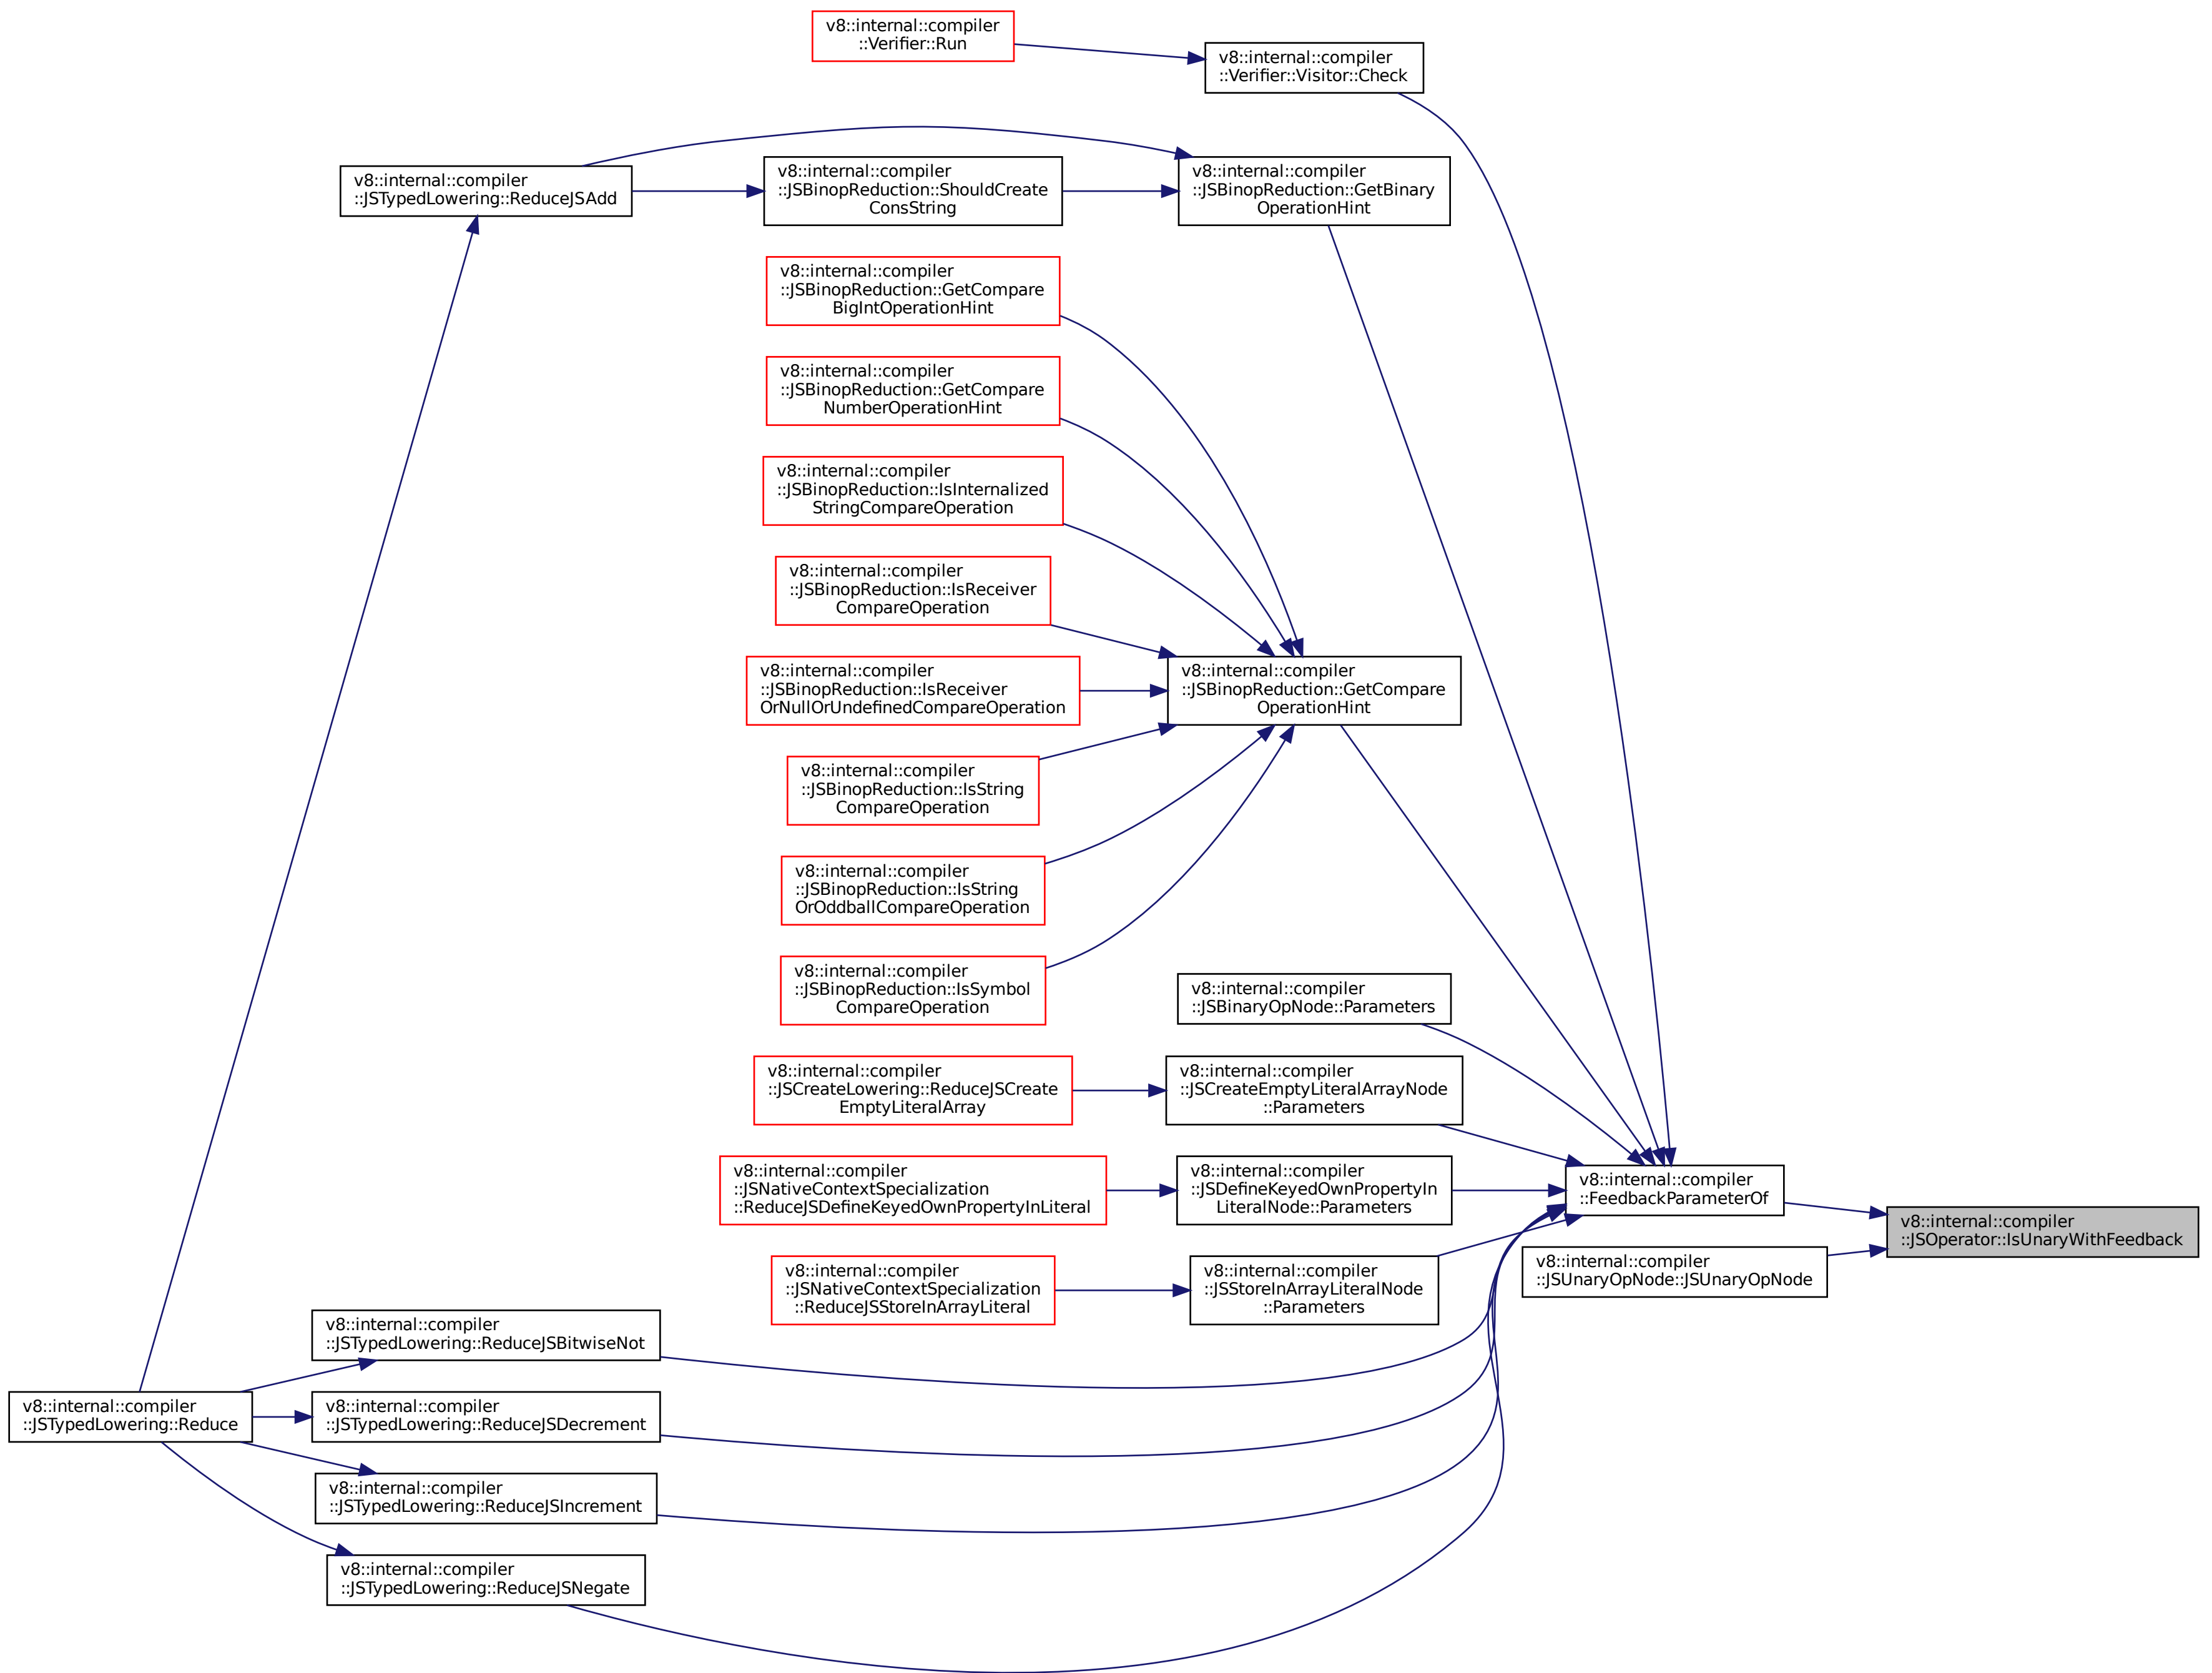 v8::internal::compiler
::Verifier::Run
v8::internal::compiler
::Verifier::Visitor::Check
v8::internal::compiler
::JSTypedLowering::ReduceJSAdd
v8::internal::compiler
::JSBinopReduction::ShouldCreate
ConsString
v8::internal::compiler
::JSBinopReduction::GetBinary
OperationHint
v8::internal::compiler
::JSBinopReduction::GetCompare
BigIntOperationHint
v8::internal::compiler
::JSBinopReduction::GetCompare
NumberOperationHint
v8::internal::compiler
::JSBinopReduction::IsInternalized
StringCompareOperation
v8::internal::compiler
::JSBinopReduction::IsReceiver
CompareOperation
v8::internal::compiler
::JSBinopReduction::IsReceiver
OrNullOrUndefinedCompareOperation
v8::internal::compiler
::JSBinopReduction::GetCompare
OperationHint
v8::internal::compiler
::JSBinopReduction::IsString
CompareOperation
v8::internal::compiler
::JSBinopReduction::IsString
OrOddballCompareOperation
v8::internal::compiler
::JSBinopReduction::IsSymbol
CompareOperation
v8::internal::compiler
::JSBinaryOpNode::Parameters
v8::internal::compiler
::JSCreateLowering::ReduceJSCreate
EmptyLiteralArray
v8::internal::compiler
::JSCreateEmptyLiteralArrayNode
::Parameters
v8::internal::compiler
::JSNativeContextSpecialization
::ReduceJSDefineKeyedOwnPropertyInLiteral
v8::internal::compiler
::JSDefineKeyedOwnPropertyIn
LiteralNode::Parameters
v8::internal::compiler
::FeedbackParameterOf
v8::internal::compiler
::JSOperator::IsUnaryWithFeedback
v8::internal::compiler
::JSNativeContextSpecialization
::ReduceJSStoreInArrayLiteral
v8::internal::compiler
::JSStoreInArrayLiteralNode
::Parameters
v8::internal::compiler
::JSUnaryOpNode::JSUnaryOpNode
v8::internal::compiler
::JSTypedLowering::ReduceJSBitwiseNot
v8::internal::compiler
::JSTypedLowering::Reduce
v8::internal::compiler
::JSTypedLowering::ReduceJSDecrement
v8::internal::compiler
::JSTypedLowering::ReduceJSIncrement
v8::internal::compiler
::JSTypedLowering::ReduceJSNegate